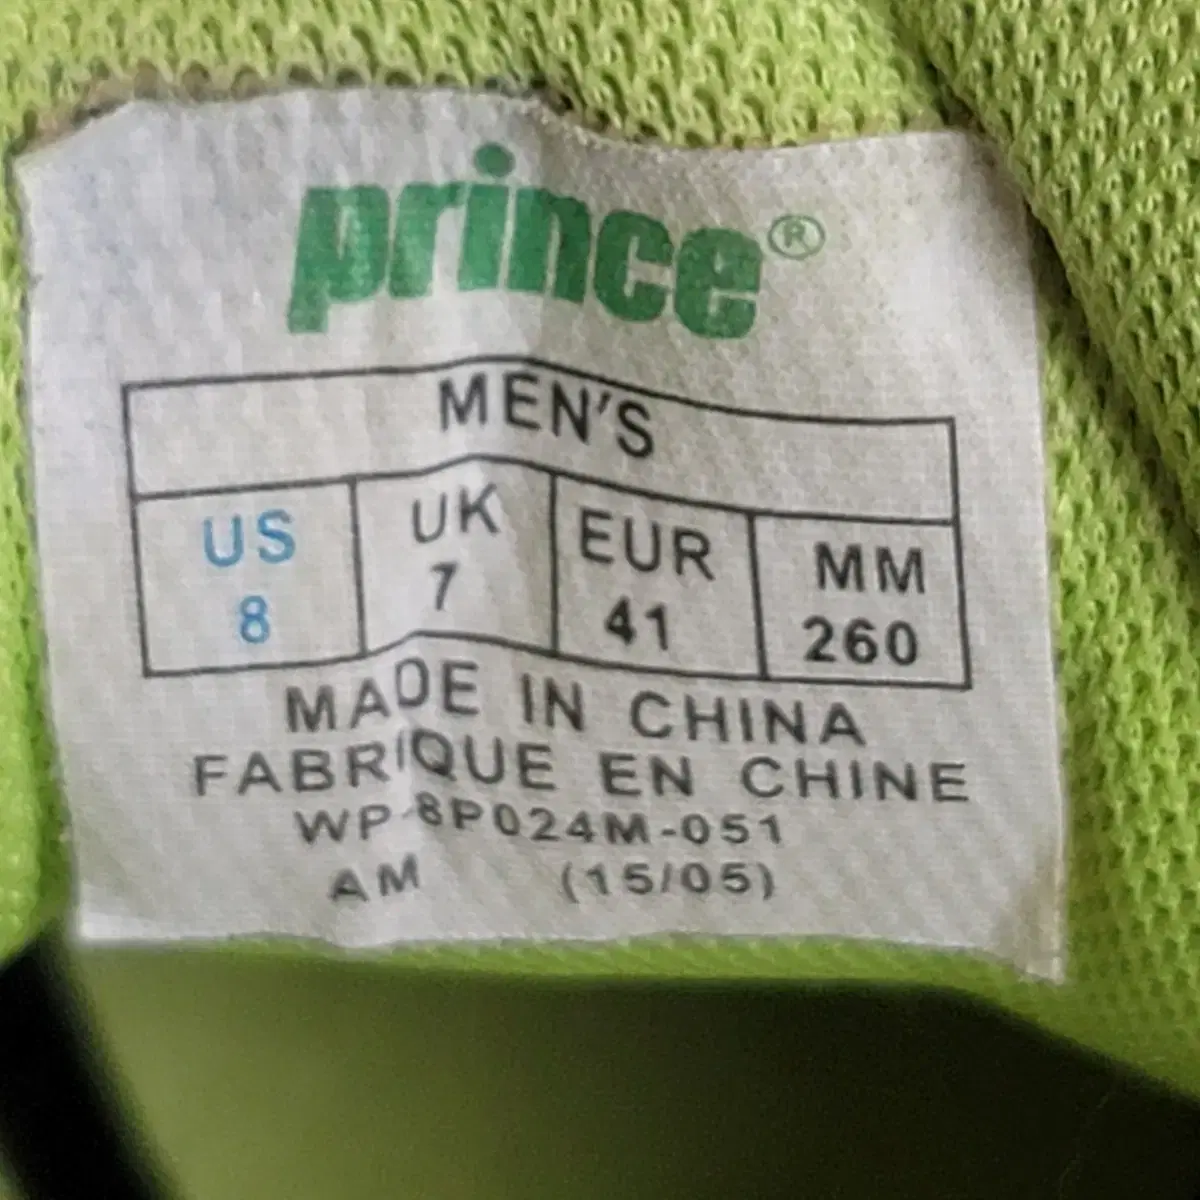 prince®
MEN'S
US UK EUR MM
8 7 41 260
MADE IN CHINA
FABRIQUE EN CHINE
WP-8P024M-051
AM (15/05)